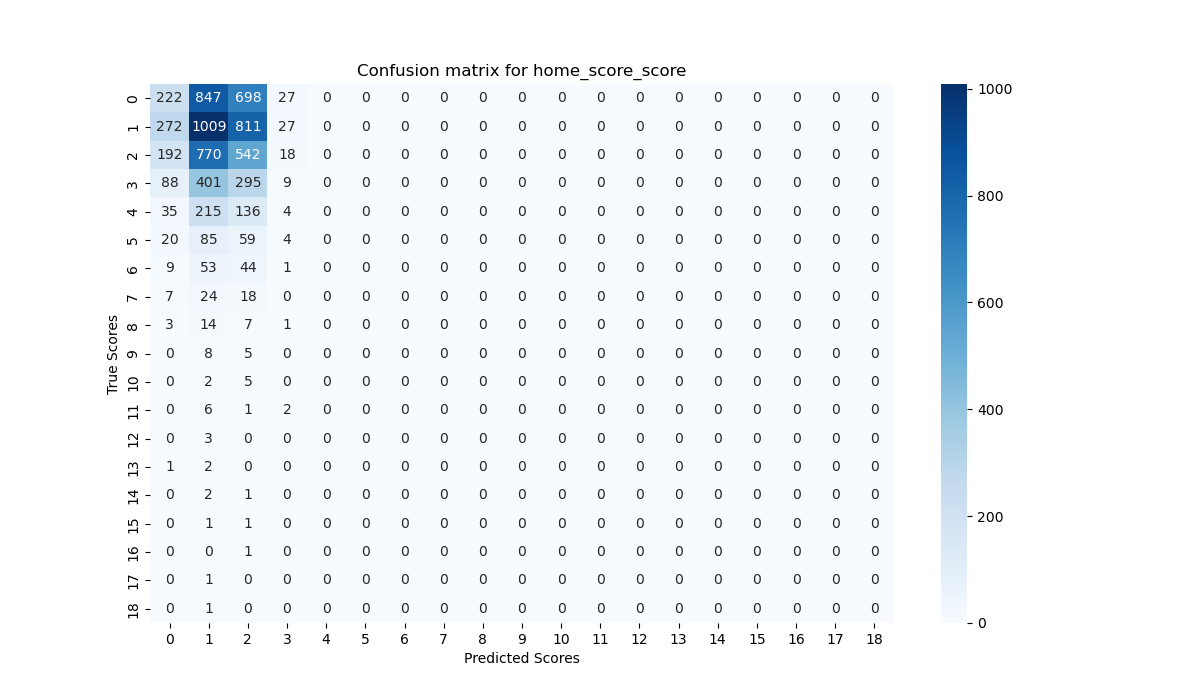 Confusion matrix for home_score_score
True Scores
0 222 847 698 27 0 0 0 0 0 0 0 0 0 0 0 0 0 0 0
1 272 1009 811 27 0 0 0 0 0 0 0 0 0 0 0 0 0 0 0
2 192 770 542 18 0 0 0 0 0 0 0 0 0 0 0 0 0 0 0
3 88 401 295 9 0 0 0 0 0 0 0 0 0 0 0 0 0 0 0
4 35 215 136 4 0 0 0 0 0 0 0 0 0 0 0 0 0 0 0
5 20 85 59 4 0 0 0 0 0 0 0 0 0 0 0 0 0 0 0
6 9 53 44 1 0 0 0 0 0 0 0 0 0 0 0 0 0 0 0
7 7 24 18 0 0 0 0 0 0 0 0 0 0 0 0 0 0 0 0
8 3 14 7 1 0 0 0 0 0 0 0 0 0 0 0 0 0 0 0
9 0 8 5 0 0 0 0 0 0 0 0 0 0 0 0 0 0 0 0
10 0 2 5 0 0 0 0 0 0 0 0 0 0 0 0 0 0 0 0
11 0 6 1 2 0 0 0 0 0 0 0 0 0 0 0 0 0 0 0
12 0 3 0 0 0 0 0 0 0 0 0 0 0 0 0 0 0 0 0
13 1 2 0 0 0 0 0 0 0 0 0 0 0 0 0 0 0 0 0
14 0 2 1 0 0 0 0 0 0 0 0 0 0 0 0 0 0 0 0
15 0 1 1 0 0 0 0 0 0 0 0 0 0 0 0 0 0 0 0
16 0 0 1 0 0 0 0 0 0 0 0 0 0 0 0 0 0 0 0
17 0 1 0 0 0 0 0 0 0 0 0 0 0 0 0 0 0 0 0
18 0 1 0 0 0 0 0 0 0 0 0 0 0 0 0 0 0 0 0
0 1 2 3 4 5 6 7 8 9 10 11 12 13 14 15 16 17 18
Predicted Scores
1000
800
600
400
200
0